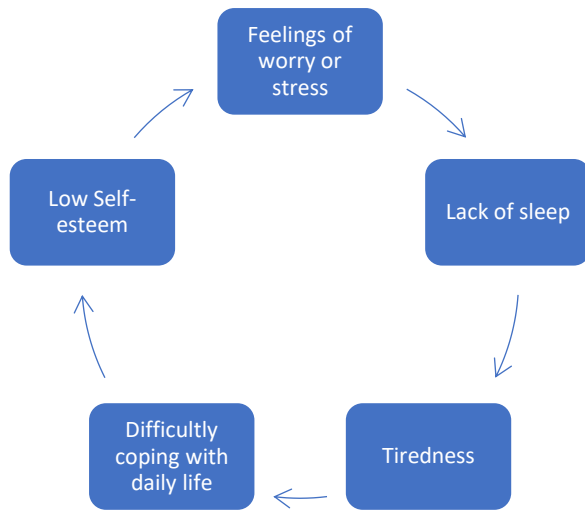 Feelings of
worry or
stress
Lack of sleep
Tiredness
Difficultly
coping with
daily life
Low Self-
esteem